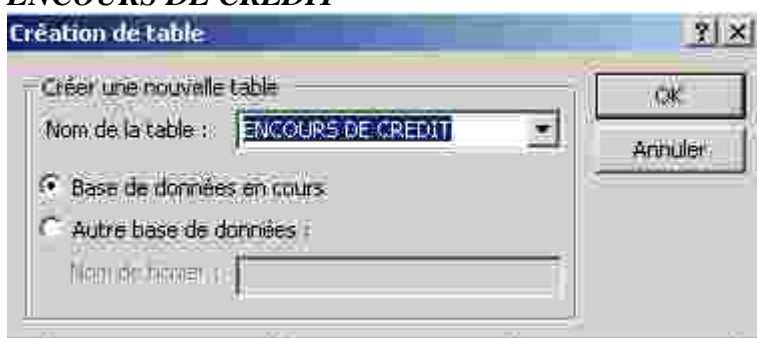 ENCOURS DE CREDIT
Création de table
Créer une nouvelle table
OK
Nom de la table : ENCOURS DE CREDIT
Annuler
Base de données en cours
Autre base de données :
Nom de fichier :